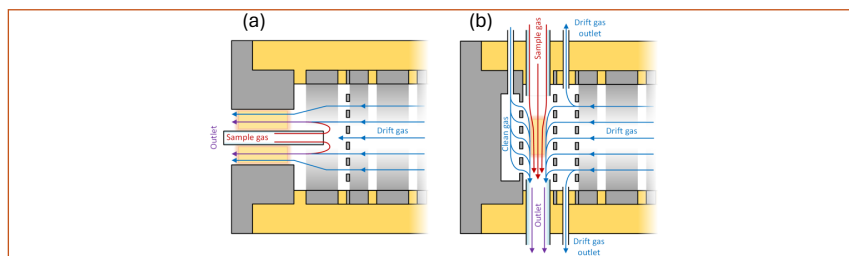 (a)
Outlet
Sample gas
Drift gas
(b)
Drift gas
outlet
Sample gas
Clean gas
Drift gas
Outlet
Drift gas
outlet